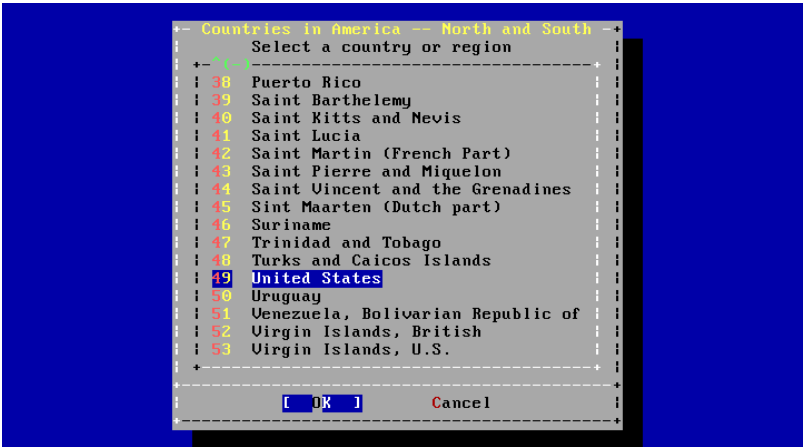 Countries in America -- North and South
Select a country or region
^(-)
38 Puerto Rico
39 Saint Barthelemy
40 Saint Kitts and Nevis
41 Saint Lucia
42 Saint Martin (French Part)
43 Saint Pierre and Miquelon
44 Saint Vincent and the Grenadines
45 Sint Maarten (Dutch part)
46 Suriname
47 Trinidad and Tobago
48 Turks and Caicos Islands
49 United States
50 Uruguay
51 Venezuela, Bolivarian Republic of
52 Virgin Islands, British
53 Virgin Islands, U.S.
[ OK ] Cancel